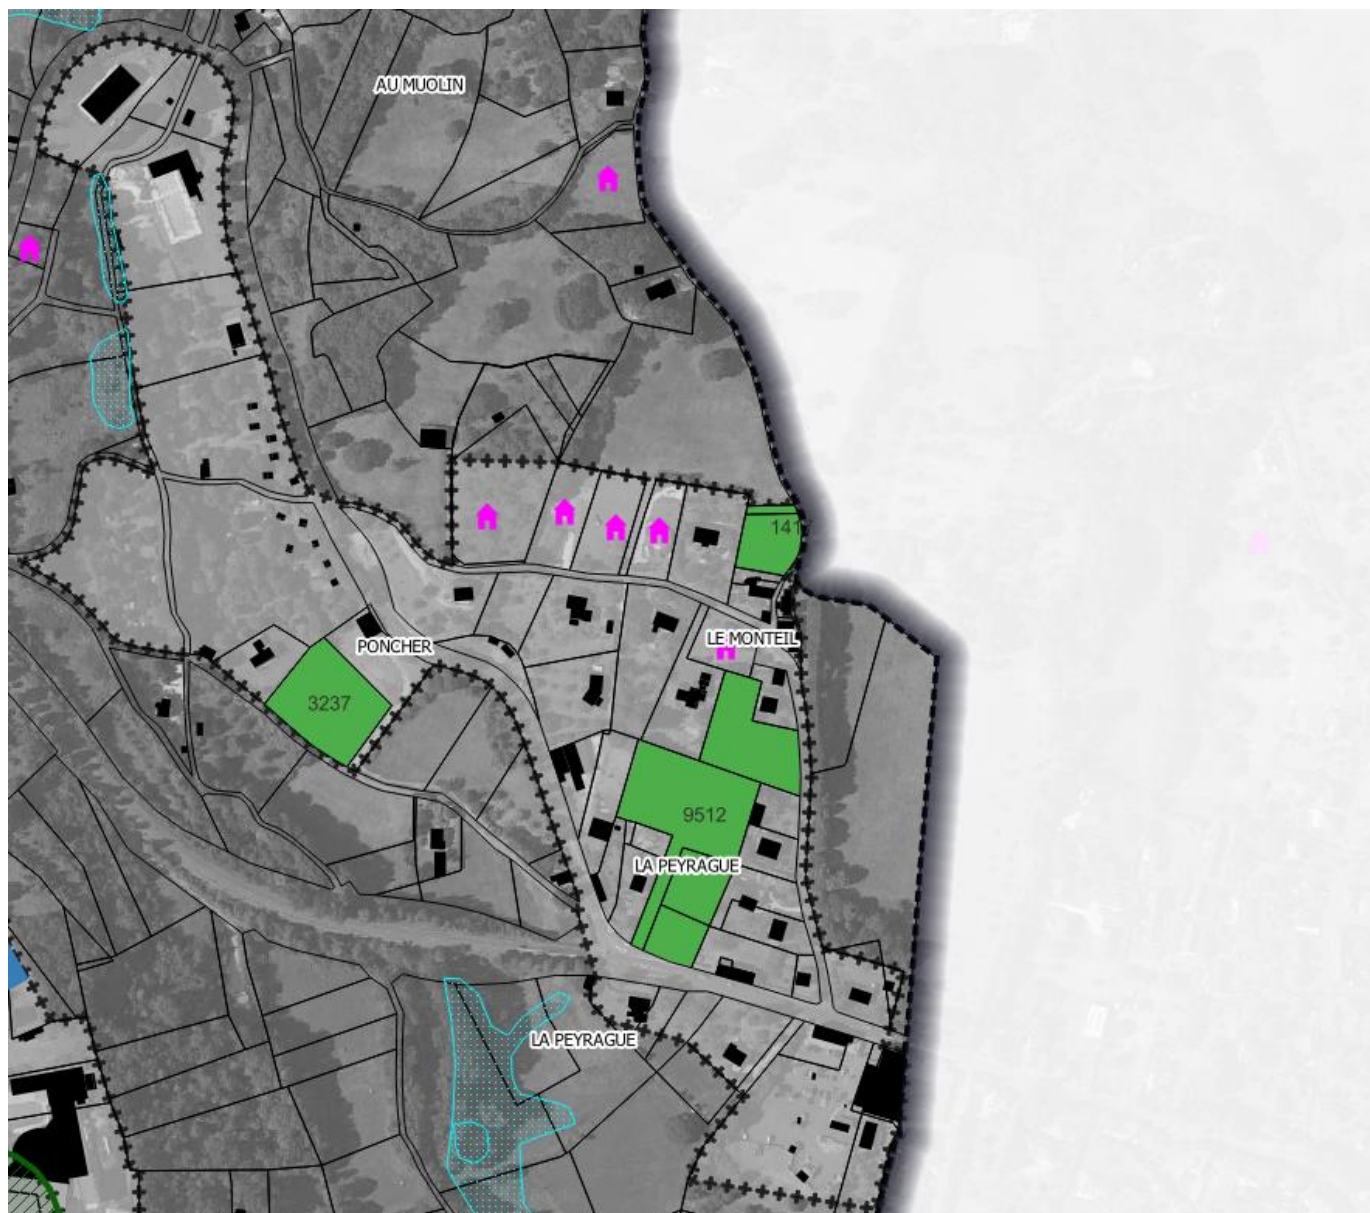 AU MUOLIN
141
PONCHER
LE MONTEIL
3237
9512
LA PEYRAGUE
LA PEYRAGUE